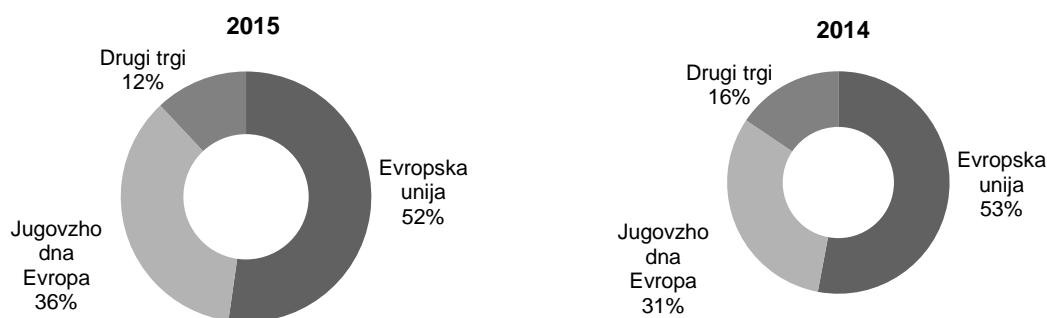 2015
Drugi trgi
12%
Evropska
unija
52%
Jugovzho
dna
Evropa
36%
2014
Drugi trgi
16%
Evropska
unija
53%
Jugovzho
dna
Evropa
31%